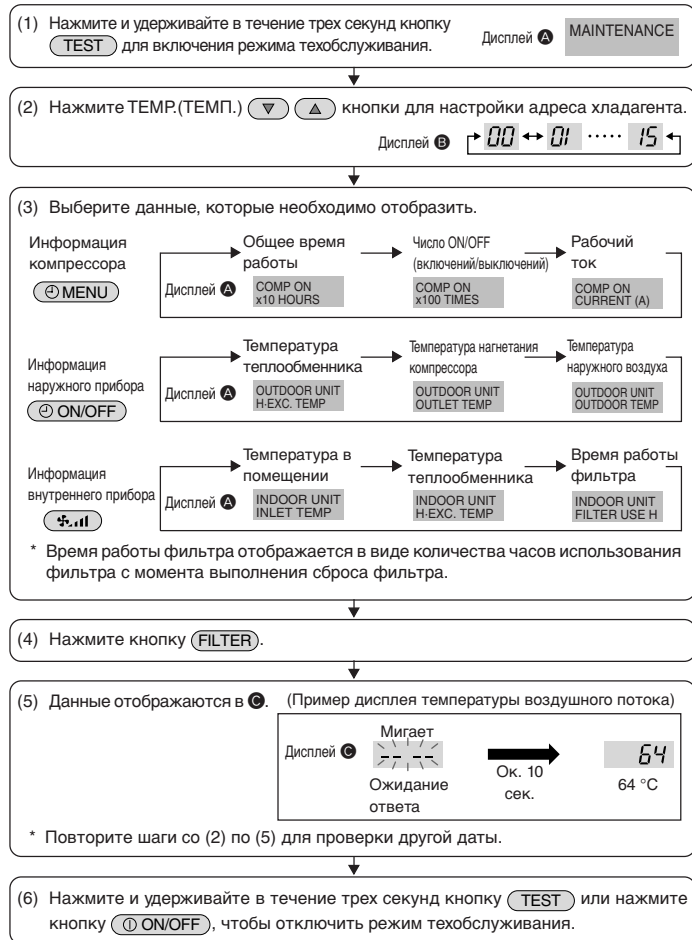 (1) Нажмите и удерживайте в течение трех секунд кнопку
TEST для включения режима техобслуживания.
Дисплей A MAINTENANCE
(2) Нажмите TEMP.(ТЕМП.) ▼ ▲ кнопки для настройки адреса хладагента.
Дисплей B 00 ↔ 01 ····· 15
(3) Выберите данные, которые необходимо отобразить.
Информация
компрессора
MENU
Дисплей A
Общее время
работы
COMP ON
x10 HOURS
Число ON/OFF
(включений/выключений)
COMP ON
x100 TIMES
Рабочий
ток
COMP ON
CURRENT (A)
Информация
наружного прибора
ON/OFF
Дисплей A
Температура
теплообменника
OUTDOOR UNIT
H·EXC. TEMP
Температура нагнетания
компрессора
OUTDOOR UNIT
OUTLET TEMP
Температура
наружного воздуха
OUTDOOR UNIT
OUTDOOR TEMP
Информация
внутреннего прибора
Дисплей A
Температура в
помещении
INDOOR UNIT
INLET TEMP
Температура
теплообменника
INDOOR UNIT
H·EXC. TEMP
Время работы
фильтра
INDOOR UNIT
FILTER USE H
* Время работы фильтра отображается в виде количества часов использования
фильтра с момента выполнения сброса фильтра.
(4) Нажмите кнопку FILTER.
(5) Данные отображаются в C. (Пример дисплея температуры воздушного потока)
Дисплей C
Мигает
-- --
Ожидание
ответа
Ок. 10
сек.
64
64 °C
* Повторите шаги со (2) по (5) для проверки другой даты.
(6) Нажмите и удерживайте в течение трех секунд кнопку TEST или нажмите
кнопку ON/OFF, чтобы отключить режим техобслуживания.